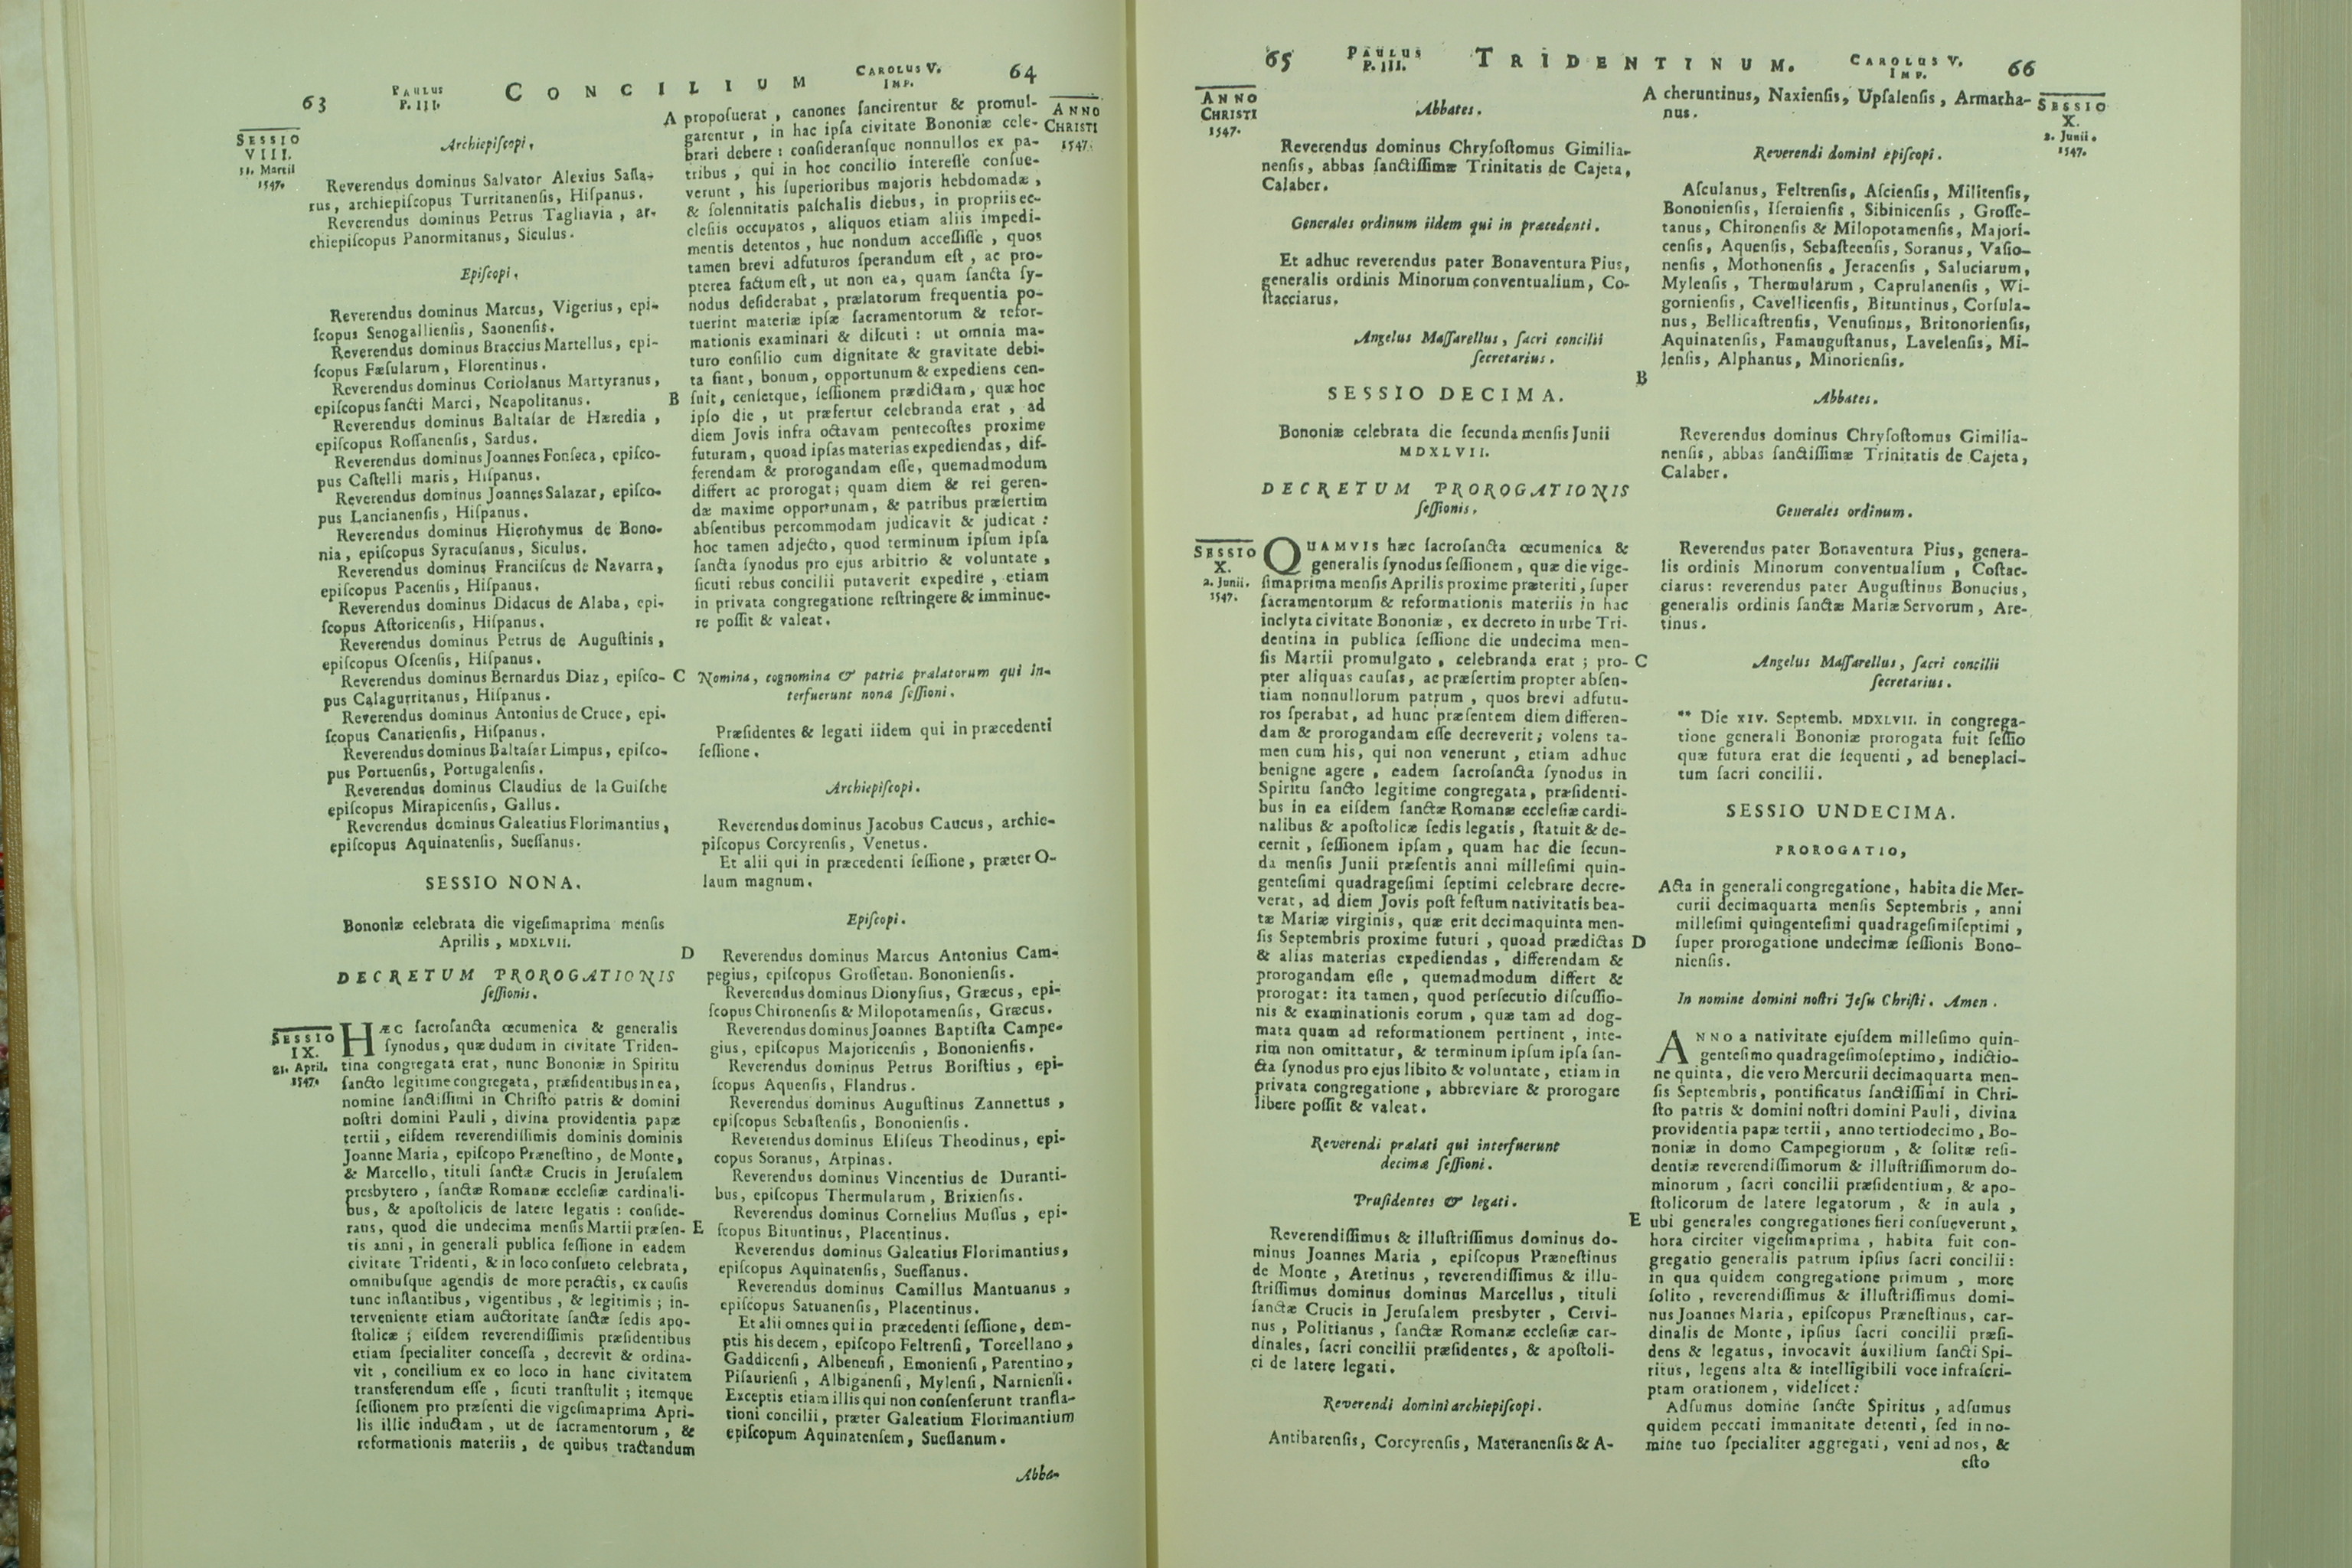 63
PAULUS
P. III.
CONCILIUM
CAROLUS V.
IMP.
64
SESSIO
VIII.
11. Martii
1547.
Archiepiſcopi.
Reverendus dominus Salvator Alexius Saſla-
rus, archiepiſcopus Turritanenſis, Hiſpanus.
Reverendus dominus Petrus Tagliavia, ar-
chiepiſcopus Panormitanus, Siculus.
Epiſcopi.
Reverendus dominus Marcus, Vigerius, epi-
ſcopus Senogallienſis, Saonenſis.
Reverendus dominus Braccius Martellus, epi-
ſcopus Fæſularum, Florentinus.
Reverendus dominus Coriolanus Martyranus,
epiſcopus ſancti Marci, Neapolitanus.
Reverendus dominus Baltaſar de Hæredia,
epiſcopus Roſſanenſis, Sardus.
Reverendus dominus Joannes Fonſeca, epiſco-
pus Caſtelli maris, Hiſpanus.
Reverendus dominus Joannes Salazar, epiſco-
pus Lancianenſis, Hiſpanus.
Reverendus dominus Hieronymus de Bono-
nia, epiſcopus Syracuſanus, Siculus.
Reverendus dominus Franciſcus de Navarra,
epiſcopus Pacenſis, Hiſpanus.
Reverendus dominus Didacus de Alaba, epi-
ſcopus Aſtoricenſis, Hiſpanus.
Reverendus dominus Petrus de Auguſtinis,
epiſcopus Oſcenſis, Hiſpanus.
Reverendus dominus Bernardus Diaz, epiſco-
pus Calagurritanus, Hiſpanus.
Reverendus dominus Antonius de Cruce, epi-
ſcopus Canarienſis, Hiſpanus.
Reverendus dominus Baltaſar Limpus, epiſco-
pus Portuenſis, Portugalenſis.
Reverendus dominus Claudius de la Guiſche
epiſcopus Mirapicenſis, Gallus.
Reverendus dominus Galeatius Florimantius,
epiſcopus Aquinatenſis, Sueſſanus.
SESSIO NONA.
Bononiæ celebrata die vigeſimaprima menſis
Aprilis, MDXLVII.
DECRETUM PROROGATIONIS
ſeſſionis.
SESSIO
IX.
21. April.
1547.
HÆC ſacroſancta œcumenica & generalis
ſynodus, quæ dudum in civitate Triden-
tina congregata erat, nunc Bononiæ in Spiritu
ſancto legitime congregata, præſidentibus in ea,
nomine ſanctiſſimi in Chriſto patris & domini
noſtri domini Pauli, divina providentia papæ
tertii, eiſdem reverendiſſimis dominis dominis
Joanne Maria, epiſcopo Præneſtino, de Monte,
& Marcello, tituli ſanctæ Crucis in Jeruſalem
presbytero, ſanctæ Romanæ eccleſiæ cardinali-
bus, & apoſtolicis de latere legatis: conſide-
rans, quod die undecima menſis Martii præſen-
tis anni, in generali publica ſeſſione in eadem
civitate Tridenti, & in loco conſueto celebrata,
omnibuſque agendis de more peractis, ex cauſis
tunc inſtantibus, vigentibus, & legitimis; in-
terveniente etiam auctoritate ſanctæ ſedis apo-
ſtolicæ; eiſdem reverendiſſimis præſidentibus
etiam ſpecialiter conceſſa, decrevit & ordina-
vit, concilium ex eo loco in hanc civitatem
transferendum eſſe, ſicuti tranſtulit; itemque
ſeſſionem pro præſenti die vigeſimaprima Apri-
lis illic indictam, ut de ſacramentorum, &
reformationis materiis, de quibus tractandum
A propoſuerat, canones ſancirentur & promul-
garentur, in hac ipſa civitate Bononiæ cele-
brari debere: conſideranſque nonnullos ex pa-
tribus, qui in hoc concilio intereſſe conſue-
verunt, his ſuperioribus majoris hebdomadæ,
& ſolennitatis paſchalis diebus, in propriis ec-
cleſiis occupatos, aliquos etiam aliis impedi-
mentis detentos, huc nondum acceſſiſſe, quos
tamen brevi adfuturos ſperandum eſt, ac pro-
pterea factum eſt, ut non ea, quam ſancta ſy-
nodus deſiderabat, prælatorum frequentia po-
tuerint materiæ ipſæ ſacramentorum & refor-
mationis examinari & diſcuti: ut omnia ma-
turo conſilio cum dignitate & gravitate debi-
ta fiant, bonum, opportunum & expediens cen-
B ſuit, cenſetque, ſeſſionem prædictam, quæ hoc
ipſo die, ut præfertur celebranda erat, ad
diem Jovis infra octavam pentecoſtes proxime
futuram, quoad ipſas materias expediendas, dif-
ferendam & prorogandam eſſe, quemadmodum
differt ac prorogat; quam diem & rei geren-
dæ maxime opportunam, & patribus præſertim
abſentibus percommodam judicavit & judicat:
hoc tamen adjecto, quod terminum ipſum ipſa
ſancta ſynodus pro ejus arbitrio & voluntate,
ſicuti rebus concilii putaverit expedire, etiam
in privata congregatione reſtringere & imminue-
re poſſit & valeat.
C Nomina, cognomina & patria prælatorum qui in-
terfuerunt nonæ ſeſſioni.
Præſidentes & legati iidem qui in præcedenti
ſeſſione.
Archiepiſcopi.
Reverendus dominus Jacobus Caucus, archie-
piſcopus Corcyrenſis, Venetus.
Et alii qui in præcedenti ſeſſione, præter O-
laum magnum.
Epiſcopi.
D Reverendus dominus Marcus Antonius Cam-
pegius, epiſcopus Groſſetan. Bononienſis.
Reverendus dominus Dionyſius, Græcus, epi-
ſcopus Chironenſis & Milopotamenſis, Græcus.
Reverendus dominus Joannes Baptiſta Campe-
gius, epiſcopus Majoricenſis, Bononienſis.
Reverendus dominus Petrus Boriſtius, epi-
ſcopus Aquenſis, Flandrus.
Reverendus dominus Auguſtinus Zannettus,
epiſcopus Sebaſtenſis, Bononienſis.
Reverendus dominus Eliſeus Theodinus, epi-
copus Soranus, Arpinas.
Reverendus dominus Vincentius de Duranti-
bus, epiſcopus Thermularum, Brixienſis.
Reverendus dominus Cornelius Muſſus, epi-
E ſcopus Bituntinus, Placentinus.
Reverendus dominus Galeatius Florimantius,
epiſcopus Aquinatenſis, Sueſſanus.
Reverendus dominus Camillus Mantuanus,
epiſcopus Satuanenſis, Placentinus.
Et alii omnes qui in præcedenti ſeſſione, dem-
ptis his decem, epiſcopo Feltrenſi, Torcellano,
Gaddicenſi, Albenenſi, Emonienſi, Parentino,
Piſaurienſi, Albiganenſi, Mylenſi, Narnienſi.
Exceptis etiam illis qui non conſenſerunt tranſla-
tioni concilii, præter Galeatium Florimantium
epiſcopum Aquinatenſem, Sueſſanum.
Abba-
ANNO
CHRISTI
1547.
65
PAULUS
P. III.
TRIDENTINUM.
CAROLUS V.
IMP.
66
ANNO
CHRISTI
1547.
Abbates.
Reverendus dominus Chryſoſtomus Gimilia-
nenſis, abbas ſanctiſſimæ Trinitatis de Cajeta,
Calaber.
Generales ordinum iidem qui in præcedenti.
Et adhuc reverendus pater Bonaventura Pius,
generalis ordinis Minorum conventualium, Co-
ſtacciarus.
Angelus Maſſarellus, ſacri concilii
ſecretarius.
SESSIO DECIMA.
Bononiæ celebrata die ſecunda menſis Junii
MDXLVII.
DECRETUM PROROGATIONIS
ſeſſionis.
SESSIO
X.
2. Junii.
1547.
QUAMVIS hæc ſacroſancta œcumenica &
generalis ſynodus ſeſſionem, quæ die vige-
ſimaprima menſis Aprilis proxime præteriti, ſuper
ſacramentorum & reformationis materiis in hac
inclyta civitate Bononiæ, ex decreto in urbe Tri-
dentina in publica ſeſſione die undecima men-
ſis Martii promulgato, celebranda erat; pro-
pter aliquas cauſas, ac præſertim propter abſen-
tiam nonnullorum patrum, quos brevi adfutu-
ros ſperabat, ad hunc præſentem diem differen-
dam & prorogandam eſſe decreverit; volens ta-
men cum his, qui non venerunt, etiam adhuc
benigne agere, eadem ſacroſancta ſynodus in
Spiritu ſancto legitime congregata, præſidenti-
bus in ea eiſdem ſanctæ Romanæ eccleſiæ cardi-
nalibus & apoſtolicæ ſedis legatis, ſtatuit & de-
cernit, ſeſſionem ipſam, quam hac die ſecun-
da menſis Junii præſentis anni milleſimi quin-
genteſimi quadrageſimi ſeptimi celebrare decre-
verat, ad diem Jovis poſt feſtum nativitatis bea-
tæ Mariæ virginis, quæ erit decimaquinta men-
ſis Septembris proxime futuri, quoad prædictas
& alias materias expediendas, differendam &
prorogandam eſſe, quemadmodum differt &
prorogat: ita tamen, quod perſecutio diſcuſſio-
nis & examinationis eorum, quæ tam ad dog-
mata quam ad reformationem pertinent, inte-
rim non omittatur, & terminum ipſum ipſa ſan-
cta ſynodus pro ejus libito & voluntate, etiam in
privata congregatione, abbreviare & prorogare
libere poſſit & valeat.
Reverendi prælati qui interfuerunt
decimæ ſeſſioni.
Præſidentes & legati.
Reverendiſſimus & illuſtriſſimus dominus do-
minus Joannes Maria, epiſcopus Præneſtinus
de Monte, Aretinus, reverendiſſimus & illu-
ſtriſſimus dominus dominus Marcellus, tituli
ſanctæ Crucis in Jeruſalem presbyter, Cervi-
nus, Politianus, ſanctæ Romanæ eccleſiæ car-
dinales, ſacri concilii præſidentes, & apoſtoli-
ci de latere legati.
Reverendi domini archiepiſcopi.
Antibarenſis, Corcyrenſis, Materanenſis & A-
A cheruntinus, Naxienſis, Upſalenſis, Armacha-
nus.
Reverendi domini epiſcopi.
Aſculanus, Feltrenſis, Aſcienſis, Militenſis,
Bononienſis, Iſernienſis, Sibinicenſis, Groſſe-
tanus, Chironenſis & Milopotamenſis, Majori-
cenſis, Aquenſis, Sebaſteenſis, Soranus, Vaſio-
nenſis, Mothonenſis, Jeracenſis, Saluciarum,
Mylenſis, Thermularum, Caprulanenſis, Wi-
gornienſis, Cavellicenſis, Bituntinus, Corſula-
nus, Bellicaſtrenſis, Venuſinus, Britonorienſis,
Aquinatenſis, Famauguſtanus, Lavelenſis, Mi-
lenſis, Alphanus, Minorienſis.
B
Abbates.
Reverendus dominus Chryſoſtomus Gimilia-
nenſis, abbas ſanctiſſimæ Trinitatis de Cajeta,
Calaber.
Generales ordinum.
Reverendus pater Bonaventura Pius, genera-
lis ordinis Minorum conventualium, Coſtac-
ciarus: reverendus pater Auguſtinus Bonucius,
generalis ordinis ſanctæ Mariæ Servorum, Are-
tinus.
C
Angelus Maſſarellus, ſacri concilii
ſecretarius.
** Die XIV. Septemb. MDXLVII. in congrega-
tione generali Bononiæ prorogata fuit ſeſſio
quæ futura erat die ſequenti, ad beneplaci-
tum ſacri concilii.
SESSIO UNDECIMA.
PROROGATIO,
Acta in generali congregatione, habita die Mer-
curii decimaquarta menſis Septembris, anni
milleſimi quingenteſimi quadrageſimiſeptimi,
D ſuper prorogatione undecimæ ſeſſionis Bono-
nienſis.
In nomine domini noſtri Jeſu Chriſti. Amen.
ANNO a nativitate ejuſdem milleſimo quin-
genteſimo quadrageſimoſeptimo, indictio-
ne quinta, die vero Mercurii decimaquarta men-
ſis Septembris, pontificatus ſanctiſſimi in Chri-
ſto patris & domini noſtri domini Pauli, divina
providentia papæ tertii, anno tertiodecimo, Bo-
noniæ in domo Campegiorum, & ſolitæ reſi-
dentiæ reverendiſſimorum & illuſtriſſimorum do-
minorum, ſacri concilii præſidentium, & apo-
ſtolicorum de latere legatorum, & in aula,
E ubi generales congregationes fieri conſueverunt,
hora circiter vigeſimaprima, habita fuit con-
gregatio generalis patrum ipſius ſacri concilii:
in qua quidem congregatione primum, more
ſolito, reverendiſſimus & illuſtriſſimus domi-
nus Joannes Maria, epiſcopus Præneſtinus, car-
dinalis de Monte, ipſius ſacri concilii præſi-
dens & legatus, invocavit auxilium ſancti Spi-
ritus, legens alta & intelligibili voce infraſcri-
ptam orationem, videlicet:
Adſumus domine ſancte Spiritus, adſumus
quidem peccati immanitate detenti, ſed in no-
mine tuo ſpecialiter aggregati, veni ad nos, &
eſto
SESSIO
X.
2. Junii.
1547.